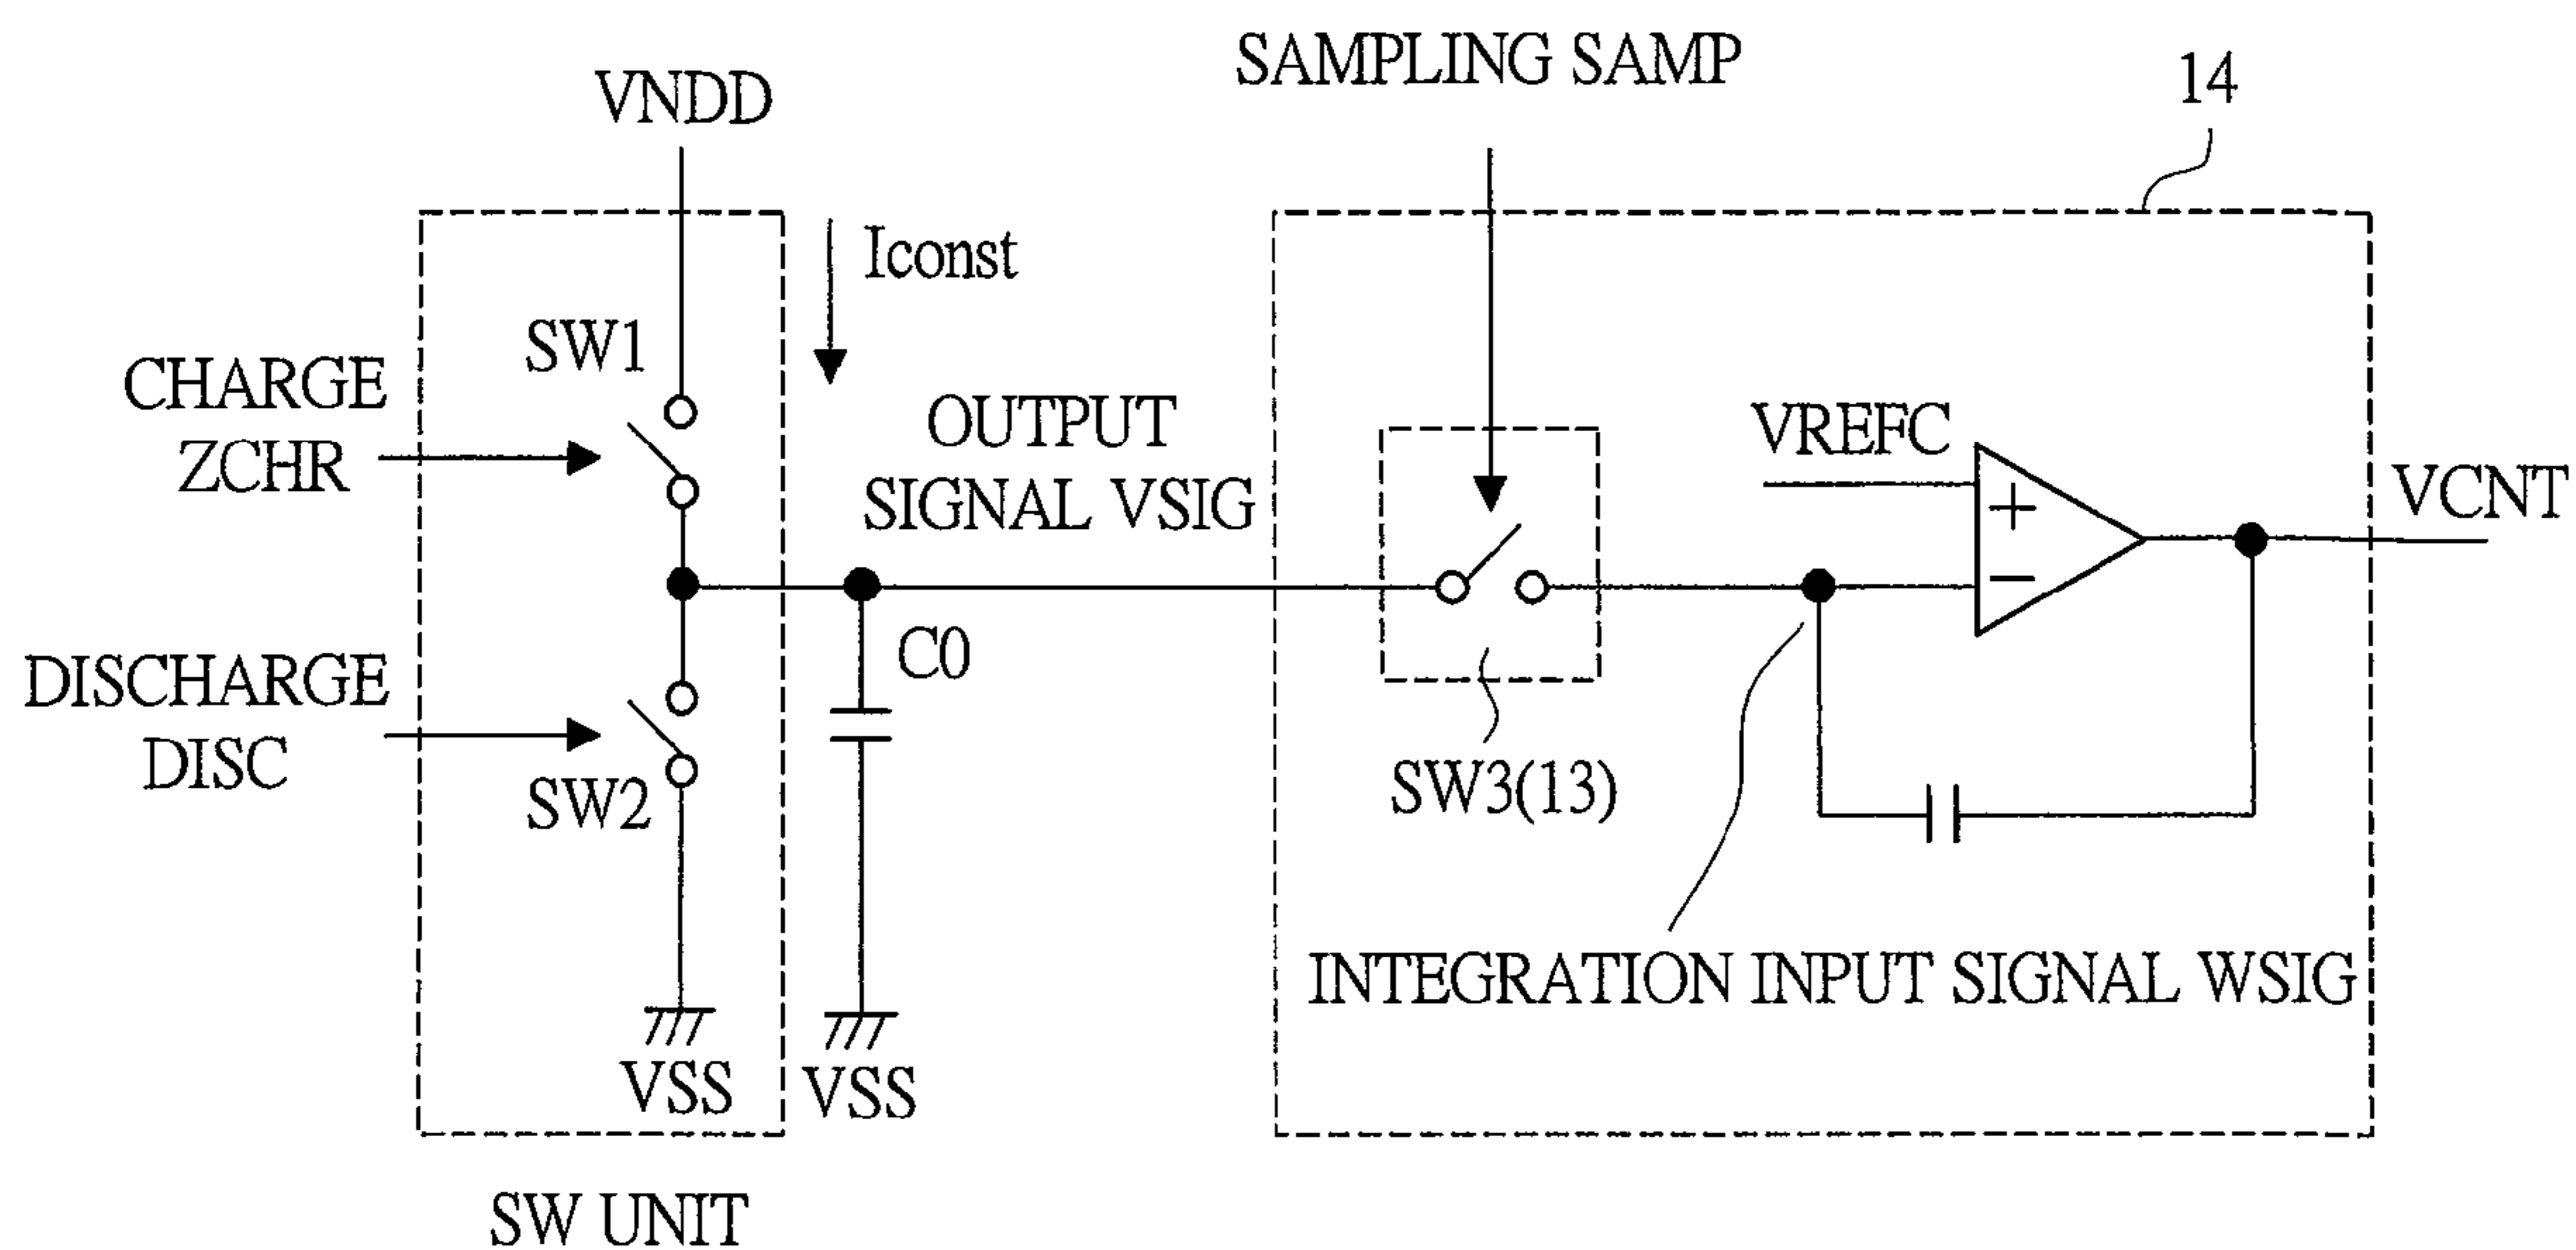 SAMPLING SAMP
14
VNDD
Iconst
SW1
CHARGE
ZCHR
OUTPUT
SIGNAL VSIG
VREFC
+
−
VCNT
C0
DISCHARGE
DISC
SW2
SW3(13)
INTEGRATION INPUT SIGNAL WSIG
VSS
VSS
SW UNIT